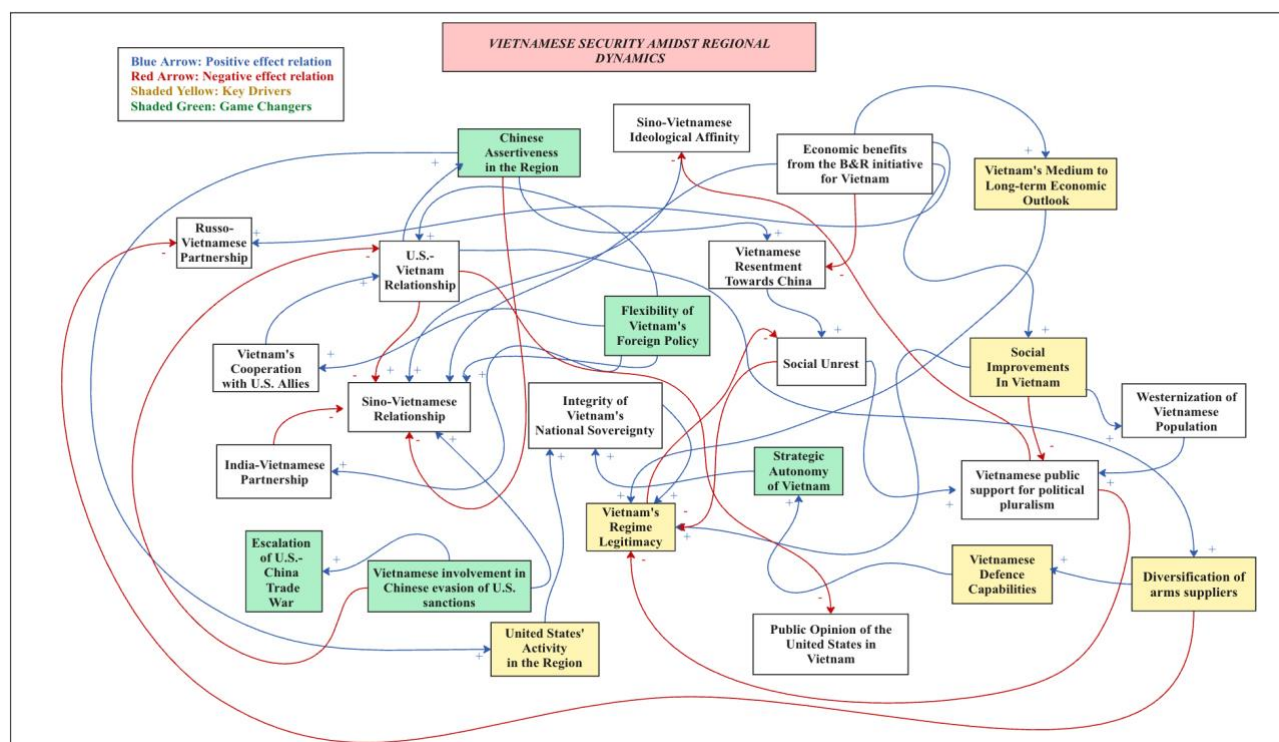 VIETNAMESE SECURITY AMIDST REGIONAL
DYNAMICS
Blue Arrow: Positive effect relation
Red Arrow: Negative effect relation
Shaded Yellow: Key Drivers
Shaded Green: Game Changers
Chinese
Assertiveness
in the Region
Sino-Vietnamese
Ideological Affinity
Economic benefits
from the B&R initiative
for Vietnam
Vietnam's Medium to
Long-term Economic
Outlook
Russo-
Vietnamese
Partnership
U.S.-
Vietnam
Relationship
Vietnamese
Resentment
Towards China
Flexibility of
Vietnam's
Foreign Policy
Vietnam's
Cooperation
with U.S. Allies
Social Unrest
Social
Improvements
In Vietnam
Sino-Vietnamese
Relationship
Integrity of
Vietnam's
National Sovereignty
Westernization of
Vietnamese
Population
India-Vietnamese
Partnership
Strategic
Autonomy
of Vietnam
Vietnamese public
support for political
pluralism
Vietnam's
Regime
Legitimacy
Escalation
of U.S.-
China
Trade
War
Vietnamese involvement in
Chinese evasion of U.S.
sanctions
Vietnamese
Defence
Capabilities
Diversification of
arms suppliers
United States'
Activity
in the Region
Public Opinion of the
United States in
Vietnam